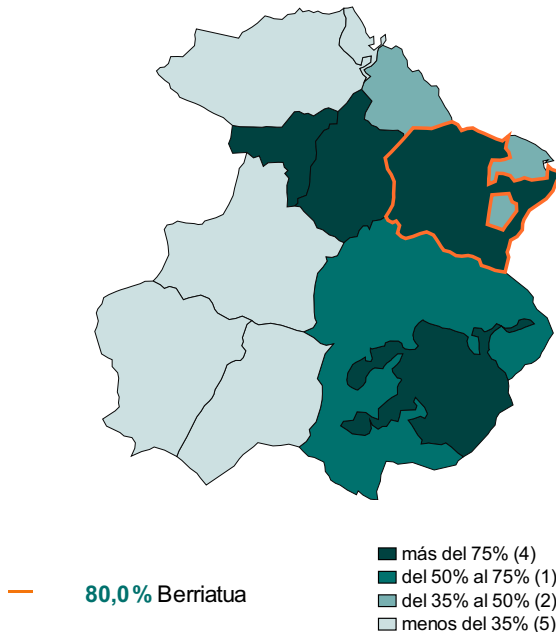 80,0% Berriatua
más del 75% (4)
del 50% al 75% (1)
del 35% al 50% (2)
menos del 35% (5)